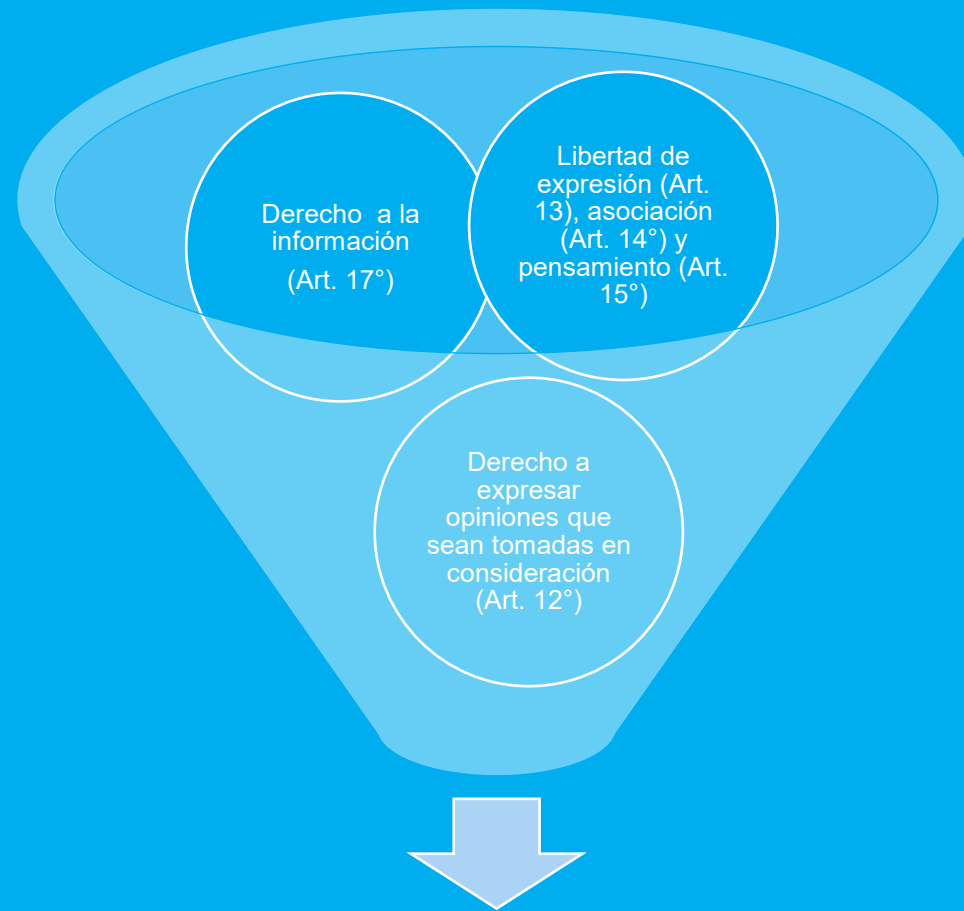 Derecho a la
información
(Art. 17°)
Libertad de
expresión (Art.
13), asociación
(Art. 14°) y
pensamiento (Art.
15°)
Derecho a
expresar
opiniones que
sean tomadas en
consideración
(Art. 12°)